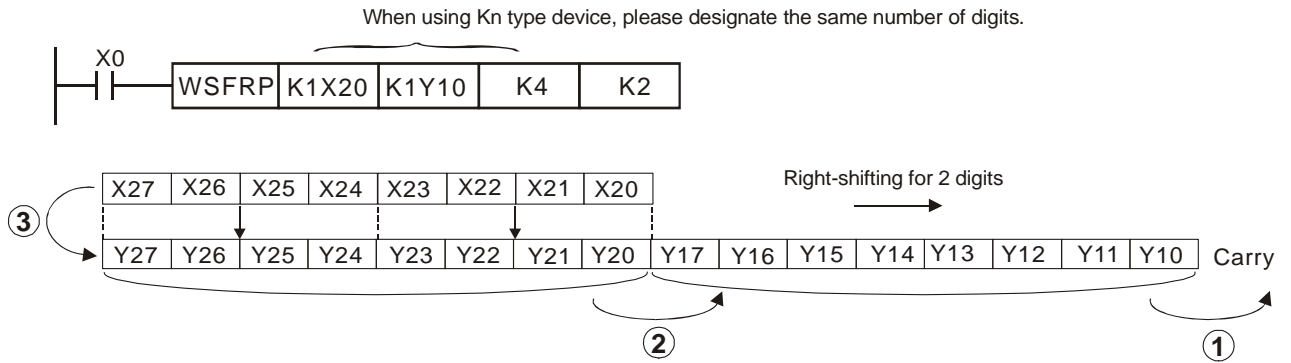 When using Kn type device, please designate the same number of digits.
X0
WSFRP K1X20 K1Y10 K4 K2
X27 X26 X25 X24 X23 X22 X21 X20
Right-shifting for 2 digits
3
Y27 Y26 Y25 Y24 Y23 Y22 Y21 Y20 Y17 Y16 Y15 Y14 Y13 Y12 Y11 Y10 Carry
2
1